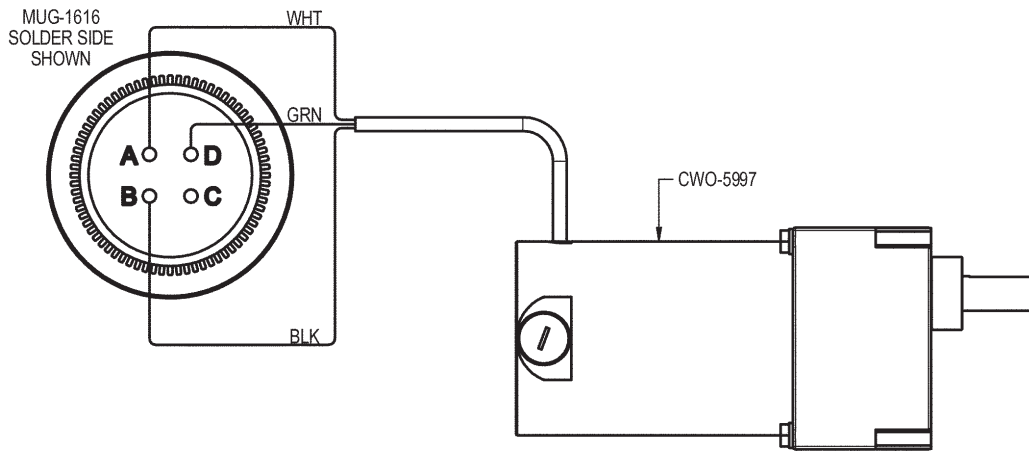 MUG-1616
SOLDER SIDE
SHOWN
WHT
GRN
A D
B C
BLK
CWO-5997